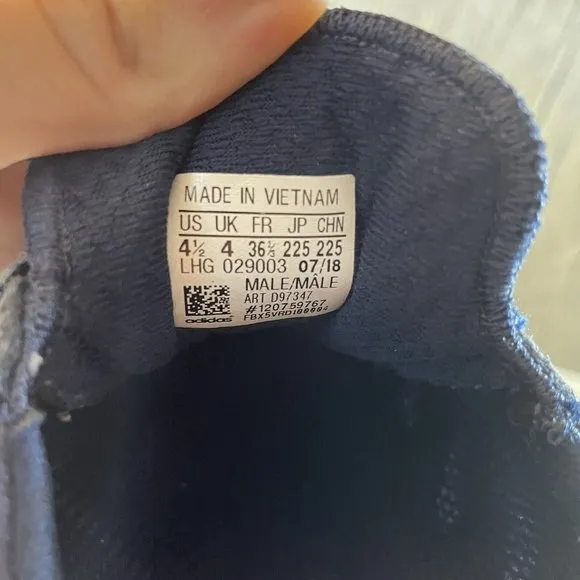 MADE IN VIETNAM
US UK FR JP CHN
4½ 4 36⅔ 225 225
LHG 029003 07/18
MALE/MÂLE
ART D97347
#120759767
adidas FBX5VRD100004